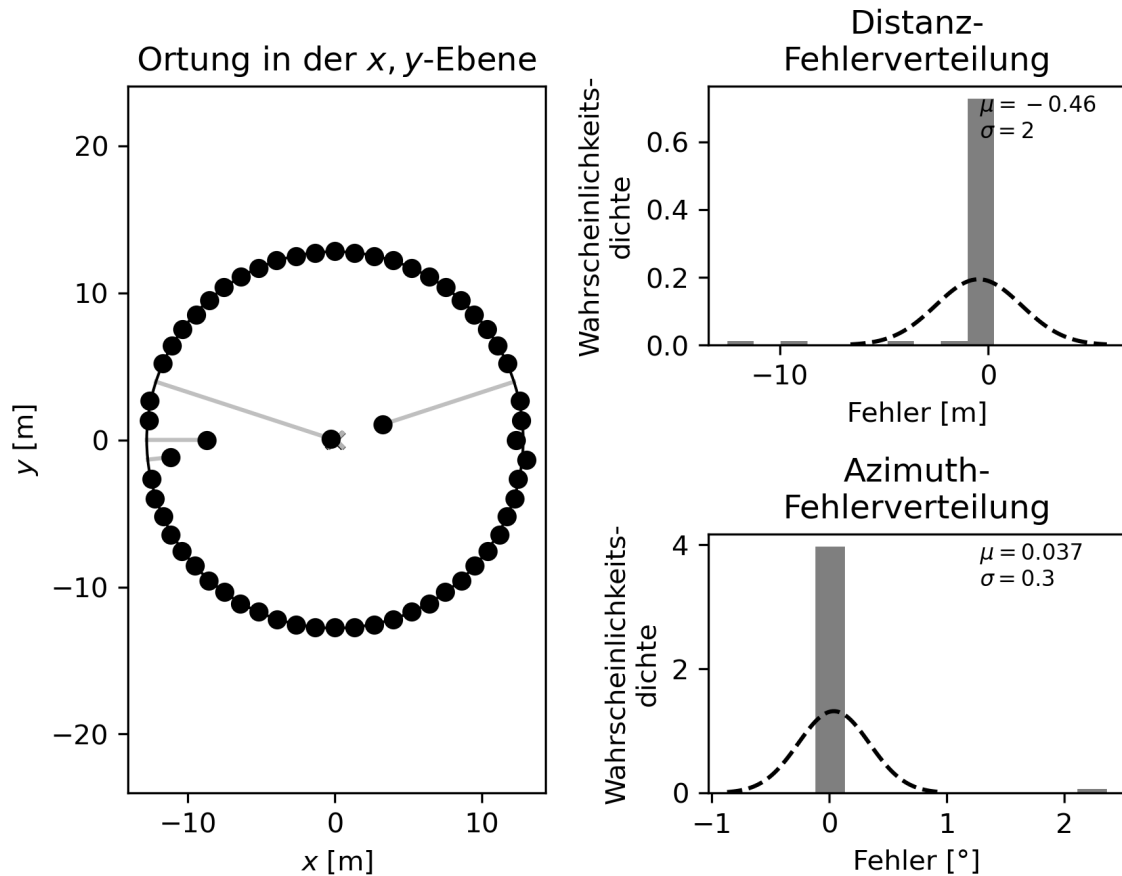 Ortung in der x, y-Ebene
20
10
0
−10
−20
y [m]
−10
0
10
x [m]
Distanz-
Fehlerverteilung
μ = − 0.46
σ = 2
Wahrscheinlichkeits-
dichte
0.6
0.4
0.2
0.0
−10
0
Fehler [m]
Azimuth-
Fehlerverteilung
μ = 0.037
σ = 0.3
Wahrscheinlichkeits-
dichte
4
2
0
−1
0
1
2
Fehler [°]